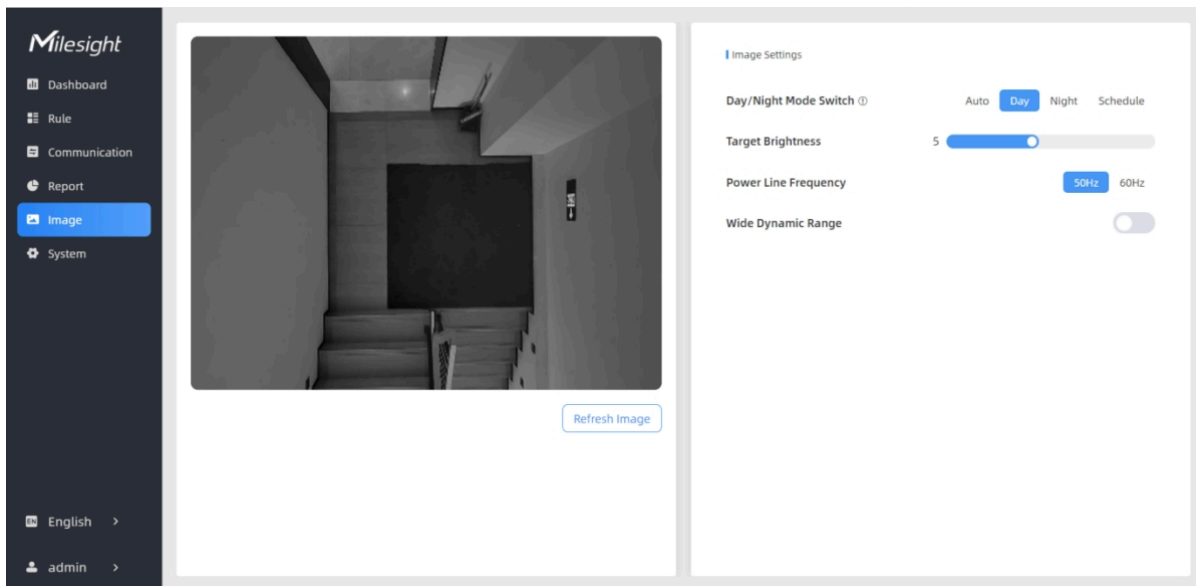 Milesight
Dashboard
Rule
Communication
Report
Image
System
EN English >
admin >
Refresh Image
Image Settings
Day/Night Mode Switch Auto Day Night Schedule
Target Brightness 5
Power Line Frequency 50Hz 60Hz
Wide Dynamic Range